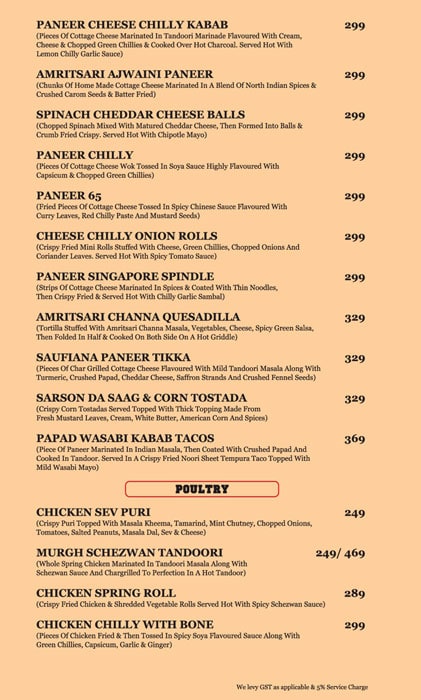 PANEER CHEESE CHILLY KABAB 299
(Pieces Of Cottage Cheese Marinated In Tandoori Marinade Flavoured With Cream,
Cheese & Chopped Green Chillies & Cooked Over Hot Charcoal. Served Hot With
Lemon Chilly Garlic Sauce)
AMRITSARI AJWAINI PANEER 299
(Chunks Of Home Made Cottage Cheese Marinated In A Blend Of North Indian Spices &
Crushed Carom Seeds & Batter Fried)
SPINACH CHEDDAR CHEESE BALLS 299
(Chopped Spinach Mixed With Matured Cheddar Cheese, Then Formed Into Balls &
Crumb Fried Crispy. Served Hot With Chipotle Mayo)
PANEER CHILLY 299
(Pieces Of Cottage Cheese Wok Tossed In Soya Sauce Highly Flavoured With
Capsicum & Chopped Green Chillies)
PANEER 65 299
(Fried Pieces Of Cottage Cheese Tossed In Spicy Chinese Sauce Flavoured With
Curry Leaves, Red Chilly Paste And Mustard Seeds)
CHEESE CHILLY ONION ROLLS 299
(Crispy Fried Mini Rolls Stuffed With Cheese, Green Chillies, Chopped Onions And
Coriander Leaves. Served Hot With Spicy Tomato Sauce)
PANEER SINGAPORE SPINDLE 299
(Strips Of Cottage Cheese Marinated In Spices & Coated With Thin Noodles,
Then Crispy Fried & Served Hot With Chilly Garlic Sambal)
AMRITSARI CHANNA QUESADILLA 329
(Tortilla Stuffed With Amritsari Channa Masala, Vegetables, Cheese, Spicy Green Salsa,
Then Folded In Half & Cooked On Both Side On A Hot Griddle)
SAUFIANA PANEER TIKKA 329
(Pieces Of Char Grilled Cottage Cheese Flavoured With Mild Tandoori Masala Along With
Turmeric, Crushed Papad, Cheddar Cheese, Saffron Strands And Crushed Fennel Seeds)
SARSON DA SAAG & CORN TOSTADA 329
(Crispy Corn Tostadas Served Topped With Thick Topping Made From
Fresh Mustard Leaves, Cream, White Butter, American Corn And Spices)
PAPAD WASABI KABAB TACOS 369
(Piece Of Paneer Marinated In Indian Masala, Then Coated With Crushed Papad And
Cooked In Tandoor. Served In A Crispy Fried Noori Sheet Tempura Taco Topped With
Mild Wasabi Mayo)
POULTRY
CHICKEN SEV PURI 249
(Crispy Puri Topped With Masala Kheema, Tamarind, Mint Chutney, Chopped Onions,
Tomatoes, Salted Peanuts, Masala Dal, Sev & Cheese)
MURGH SCHEZWAN TANDOORI 249/ 469
(Whole Spring Chicken Marinated In Tandoori Masala Along With
Schezwan Sauce And Chargrilled To Perfection In A Hot Tandoor)
CHICKEN SPRING ROLL 289
(Crispy Fried Chicken & Shredded Vegetable Rolls Served Hot With Spicy Schezwan Sauce)
CHICKEN CHILLY WITH BONE 299
(Pieces Of Chicken Fried & Then Tossed In Spicy Soya Flavoured Sauce Along With
Green Chillies, Capsicum, Garlic & Ginger)
We levy GST as applicable & 5% Service Charge